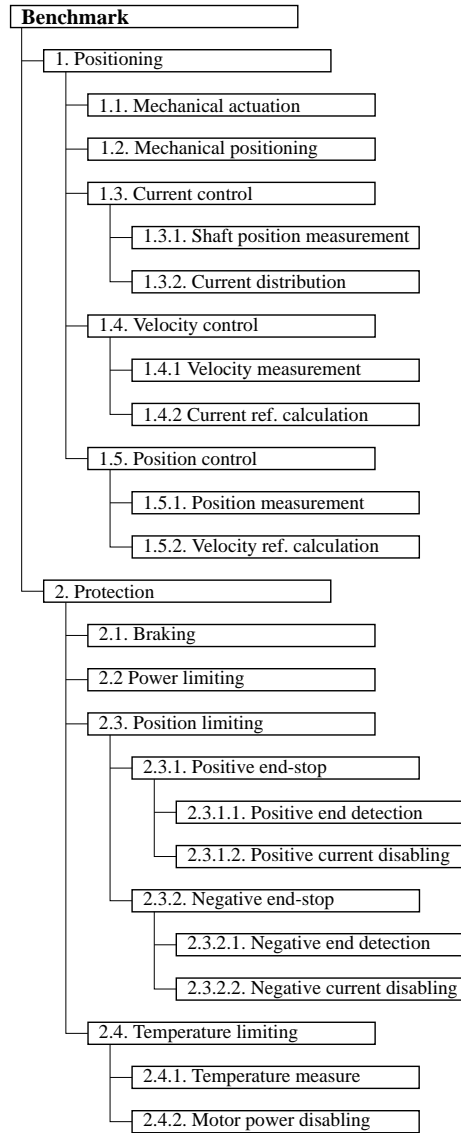 Benchmark
1. Positioning
1.1. Mechanical actuation
1.2. Mechanical positioning
1.3. Current control
1.3.1. Shaft position measurement
1.3.2. Current distribution
1.4. Velocity control
1.4.1 Velocity measurement
1.4.2 Current ref. calculation
1.5. Position control
1.5.1. Position measurement
1.5.2. Velocity ref. calculation
2. Protection
2.1. Braking
2.2 Power limiting
2.3. Position limiting
2.3.1. Positive end-stop
2.3.1.1. Positive end detection
2.3.1.2. Positive current disabling
2.3.2. Negative end-stop
2.3.2.1. Negative end detection
2.3.2.2. Negative current disabling
2.4. Temperature limiting
2.4.1. Temperature measure
2.4.2. Motor power disabling